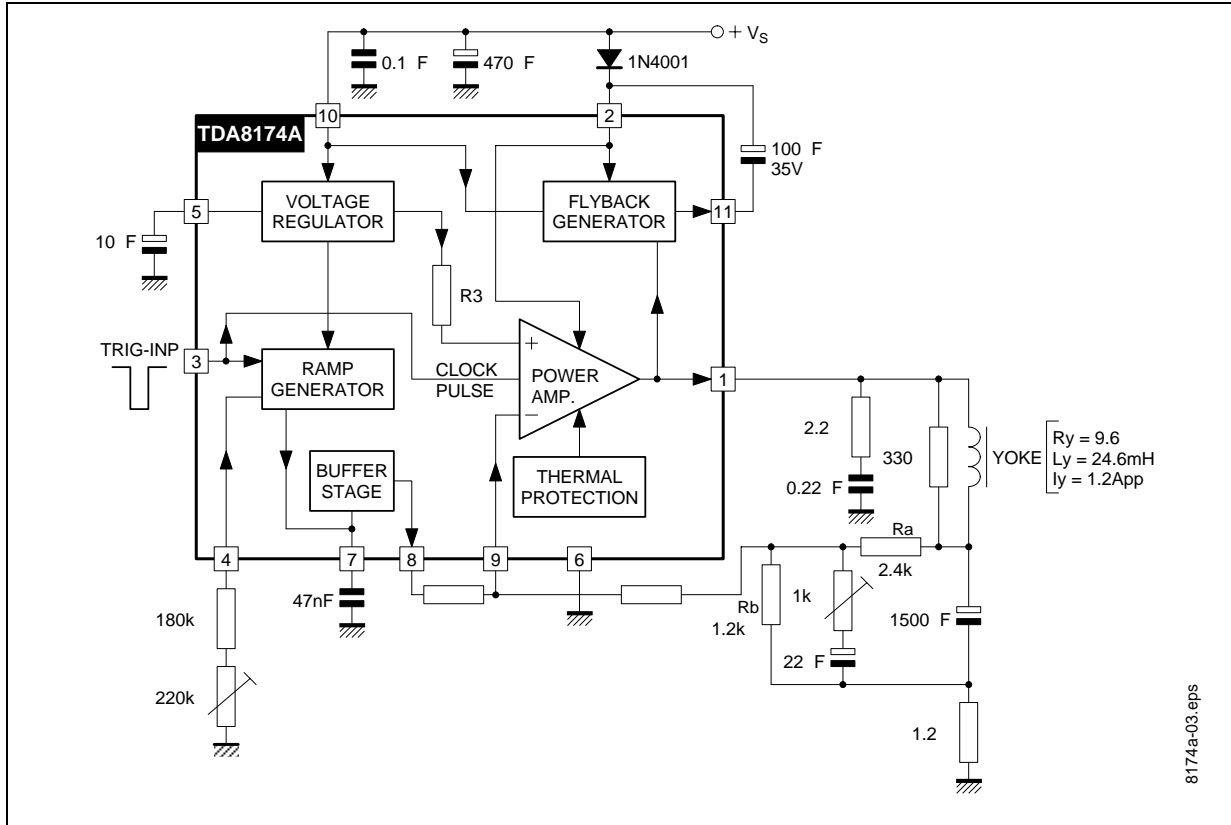 + VS
0.1 F
470 F
1N4001
10
2
TDA8174A
100 F
35V
VOLTAGE
REGULATOR
FLYBACK
GENERATOR
5
11
10 F
R3
TRIG-INP
3
RAMP
GENERATOR
CLOCK
PULSE
+
POWER
AMP.
−
1
BUFFER
STAGE
THERMAL
PROTECTION
2.2
0.22 F
330
YOKE
Ry = 9.6
Ly = 24.6mH
Iy = 1.2App
4
7
8
9
6
Ra
2.4k
47nF
180k
220k
Rb
1.2k
1k
22 F
1500 F
1.2
8174a-03.eps